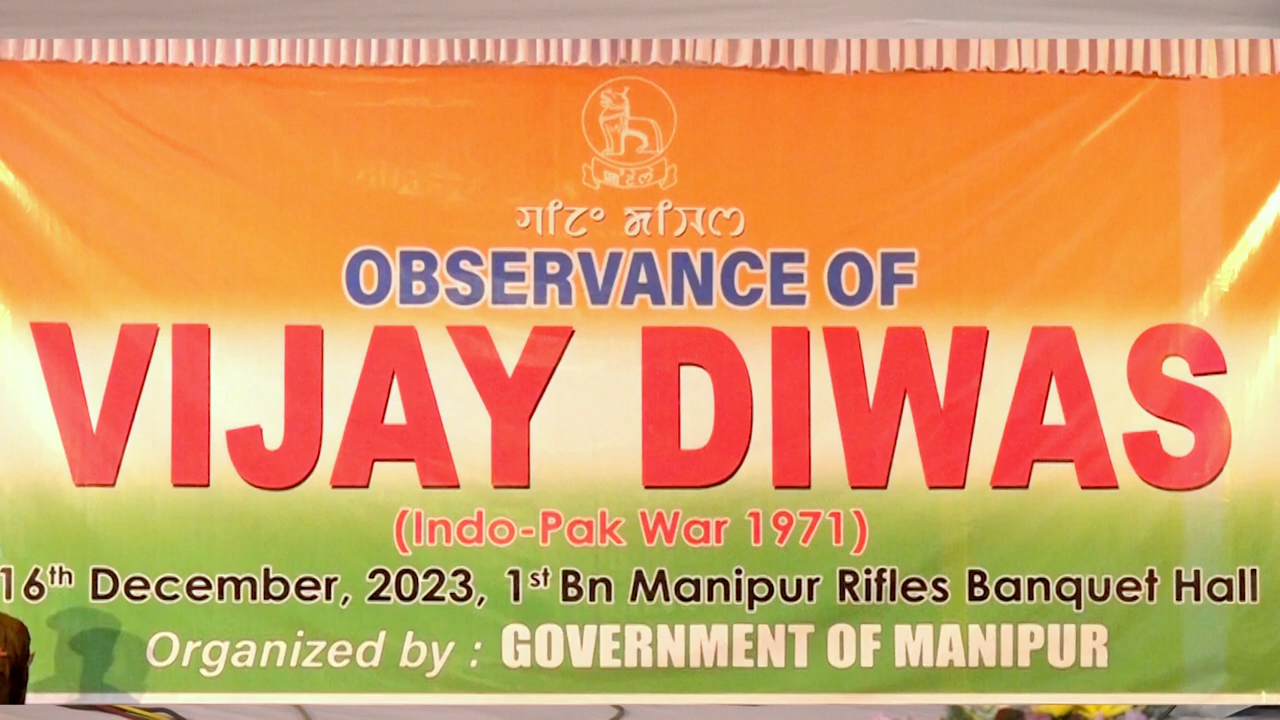 OBSERVANCE OF
VIJAY DIWAS
(Indo-Pak War 1971)
16th December, 2023, 1st Bn Manipur Rifles Banquet Hall
Organized by : GOVERNMENT OF MANIPUR